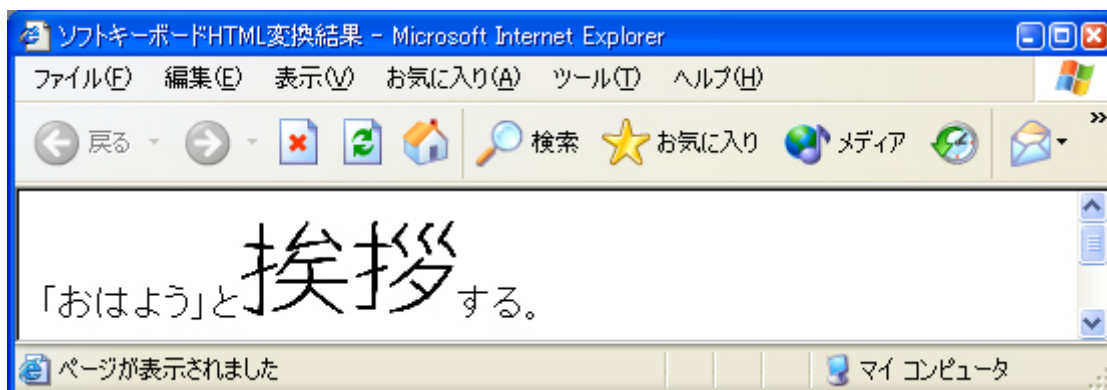 ソフトキーボードHTML変換結果 - Microsoft Internet Explorer
ファイル(F) 編集(E) 表示(V) お気に入り(A) ツール(T) ヘルプ(H)
戻る 検索 お気に入り メディア »
「おはよう」と挨拶する。
ページが表示されました マイ コンピュータ